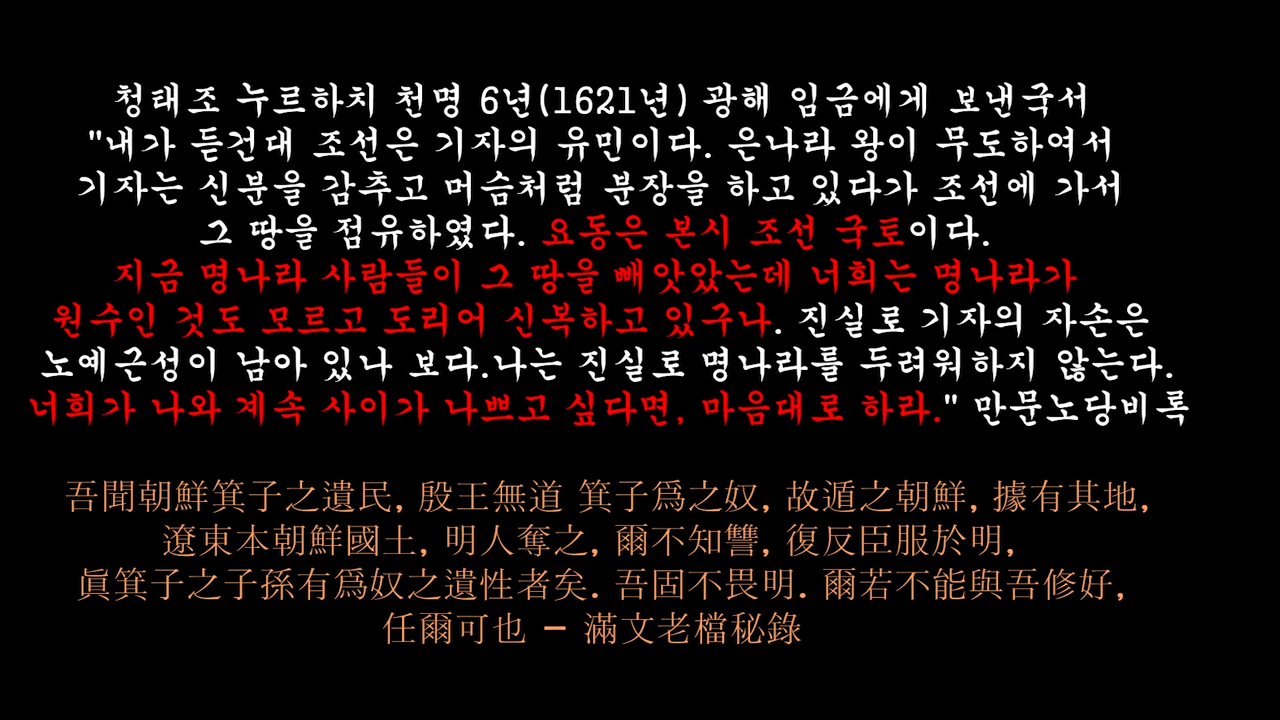 청태조 누르하치 천명 6년(1621년) 광해 임금에게 보낸국서
"내가 듣건대 조선은 기자의 유민이다. 은나라 왕이 무도하여서
기자는 신분을 감추고 머슴처럼 분장을 하고 있다가 조선에 가서
그 땅을 점유하였다. 요동은 본시 조선 국토이다.
지금 명나라 사람들이 그 땅을 빼앗았는데 너희는 명나라가
원수인 것도 모르고 도리어 신복하고 있구나. 진실로 기자의 자손은
노예근성이 남아 있나 보다.나는 진실로 명나라를 두려워하지 않는다.
너희가 나와 계속 사이가 나쁘고 싶다면, 마음대로 하라." 만문노당비록
吾聞朝鮮箕子之遺民, 殷王無道 箕子爲之奴, 故遁之朝鮮, 據有其地,
遼東本朝鮮國土, 明人奪之, 爾不知讐, 復反臣服於明,
眞箕子之子孫有爲奴之遺性者矣. 吾固不畏明. 爾若不能與吾修好,
任爾可也 - 滿文老檔秘錄